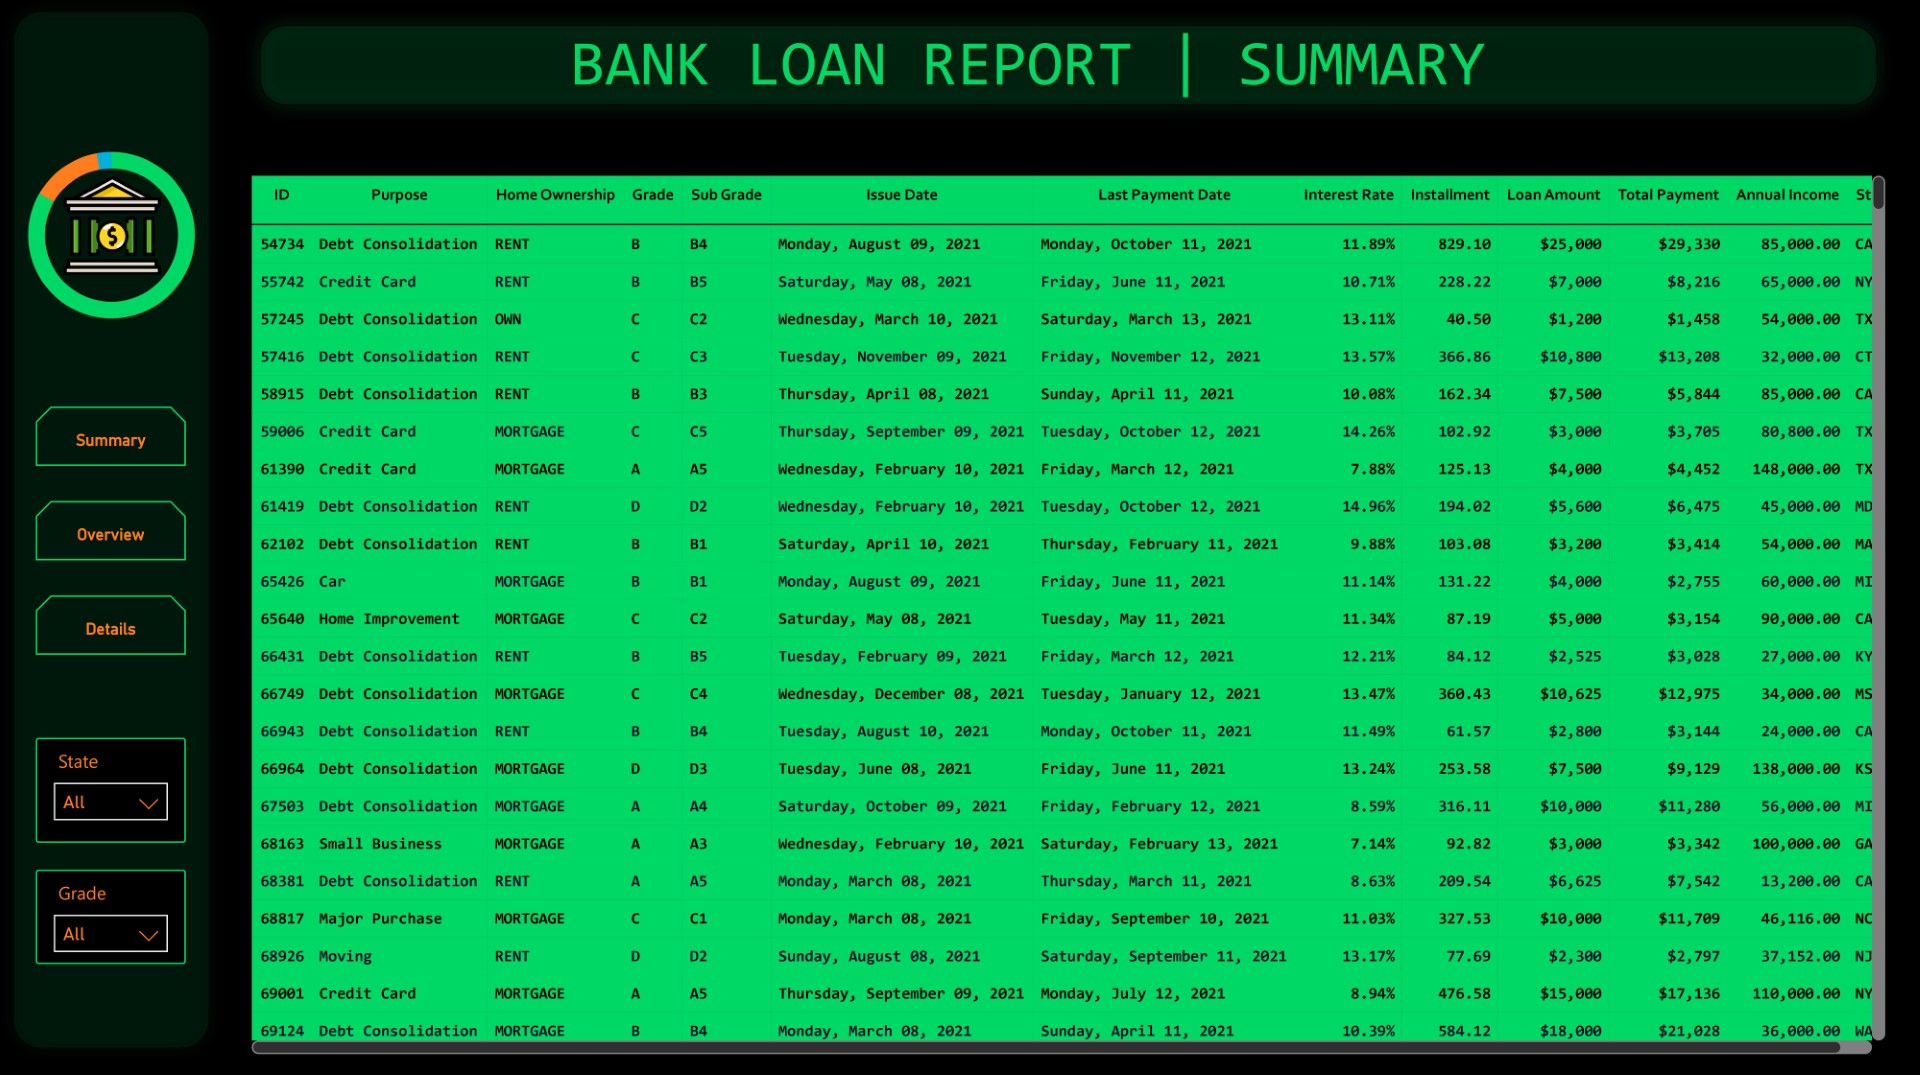 BANK LOAN REPORT | SUMMARY
ID Purpose Home Ownership Grade Sub Grade Issue Date Last Payment Date Interest Rate Installment Loan Amount Total Payment Annual Income St
54734 Debt Consolidation RENT B B4 Monday, August 09, 2021 Monday, October 11, 2021 11.89% 829.10 $25,000 $29,330 85,000.00 CA
55742 Credit Card RENT B B5 Saturday, May 08, 2021 Friday, June 11, 2021 10.71% 228.22 $7,000 $8,216 65,000.00 NY
57245 Debt Consolidation OWN C C2 Wednesday, March 10, 2021 Saturday, March 13, 2021 13.11% 40.50 $1,200 $1,458 54,000.00 TX
57416 Debt Consolidation RENT C C3 Tuesday, November 09, 2021 Friday, November 12, 2021 13.57% 366.86 $10,800 $13,208 32,000.00 CT
58915 Debt Consolidation RENT B B3 Thursday, April 08, 2021 Sunday, April 11, 2021 10.08% 162.34 $7,500 $5,844 85,000.00 CA
59006 Credit Card MORTGAGE C C5 Thursday, September 09, 2021 Tuesday, October 12, 2021 14.26% 102.92 $3,000 $3,705 80,800.00 TX
61390 Credit Card MORTGAGE A A5 Wednesday, February 10, 2021 Friday, March 12, 2021 7.88% 125.13 $4,000 $4,452 148,000.00 TX
61419 Debt Consolidation RENT D D2 Wednesday, February 10, 2021 Tuesday, October 12, 2021 14.96% 194.02 $5,600 $6,475 45,000.00 MD
62102 Debt Consolidation RENT B B1 Saturday, April 10, 2021 Thursday, February 11, 2021 9.88% 103.08 $3,200 $3,414 54,000.00 MA
65426 Car MORTGAGE B B1 Monday, August 09, 2021 Friday, June 11, 2021 11.14% 131.22 $4,000 $2,755 60,000.00 MI
65640 Home Improvement MORTGAGE C C2 Saturday, May 08, 2021 Tuesday, May 11, 2021 11.34% 87.19 $5,000 $3,154 90,000.00 CA
66431 Debt Consolidation RENT B B5 Tuesday, February 09, 2021 Friday, March 12, 2021 12.21% 84.12 $2,525 $3,028 27,000.00 KY
66749 Debt Consolidation MORTGAGE C C4 Wednesday, December 08, 2021 Tuesday, January 12, 2021 13.47% 360.43 $10,625 $12,975 34,000.00 MS
66943 Debt Consolidation RENT B B4 Tuesday, August 10, 2021 Monday, October 11, 2021 11.49% 61.57 $2,800 $3,144 24,000.00 CA
66964 Debt Consolidation MORTGAGE D D3 Tuesday, June 08, 2021 Friday, June 11, 2021 13.24% 253.58 $7,500 $9,129 138,000.00 KS
67503 Debt Consolidation MORTGAGE A A4 Saturday, October 09, 2021 Friday, February 12, 2021 8.59% 316.11 $10,000 $11,280 56,000.00 MI
68163 Small Business MORTGAGE A A3 Wednesday, February 10, 2021 Saturday, February 13, 2021 7.14% 92.82 $3,000 $3,342 100,000.00 GA
68381 Debt Consolidation RENT A A5 Monday, March 08, 2021 Thursday, March 11, 2021 8.63% 209.54 $6,625 $7,542 13,200.00 CA
68817 Major Purchase MORTGAGE C C1 Monday, March 08, 2021 Friday, September 10, 2021 11.03% 327.53 $10,000 $11,709 46,116.00 NC
68926 Moving RENT D D2 Sunday, August 08, 2021 Saturday, September 11, 2021 13.17% 77.69 $2,300 $2,797 37,152.00 NJ
69001 Credit Card MORTGAGE A A5 Thursday, September 09, 2021 Monday, July 12, 2021 8.94% 476.58 $15,000 $17,136 110,000.00 NY
69124 Debt Consolidation MORTGAGE B B4 Monday, March 08, 2021 Sunday, April 11, 2021 10.39% 584.12 $18,000 $21,028 36,000.00 WA
Summary
Overview
Details
State
All
Grade
All